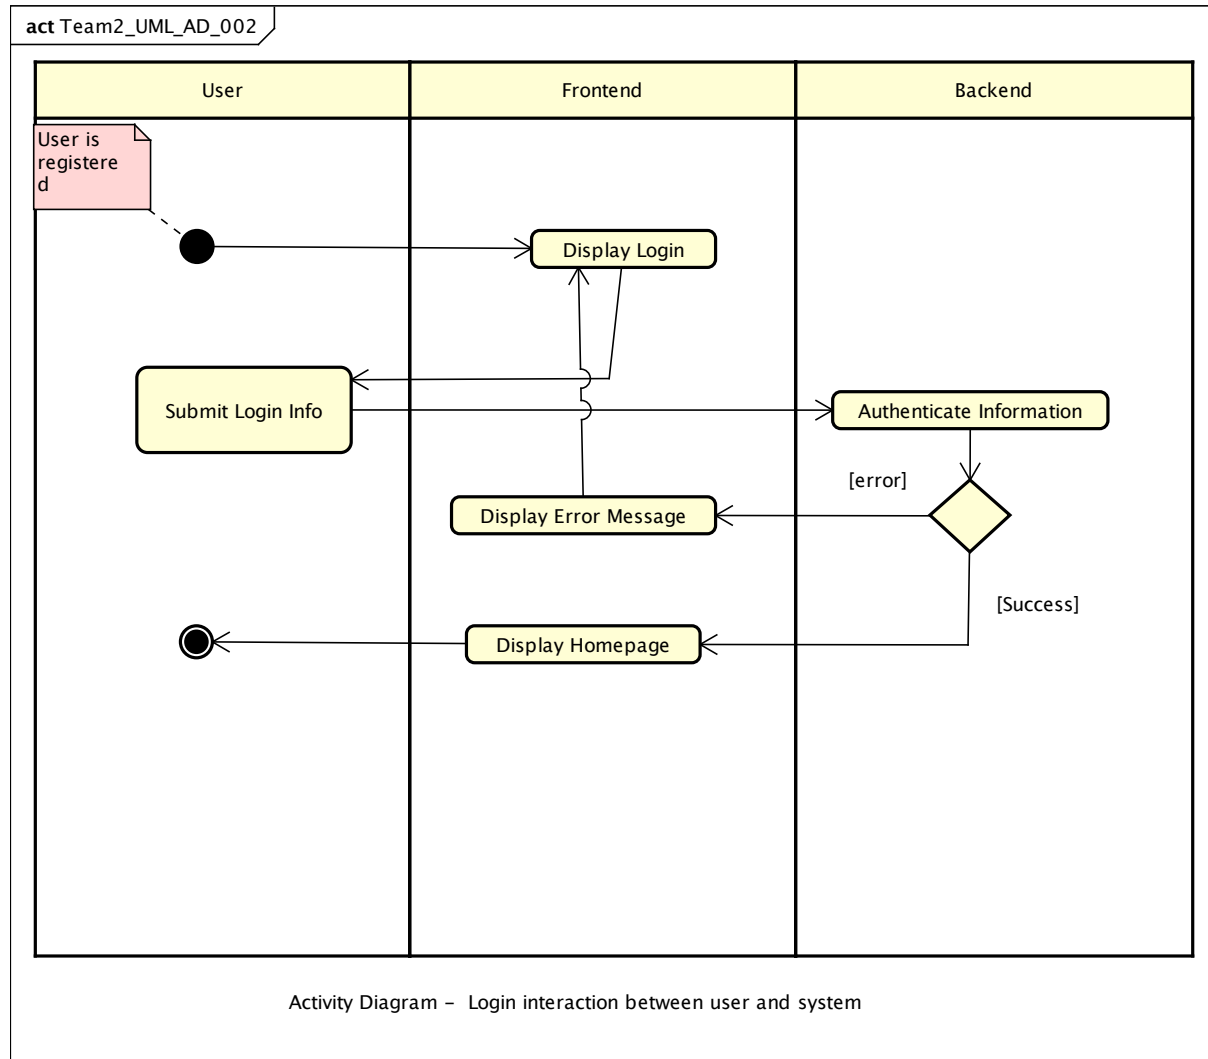 act Team2_UML_AD_002
User
Frontend
Backend
User is
registere
d
Display Login
Submit Login Info
Authenticate Information
[error]
Display Error Message
[Success]
Display Homepage
Activity Diagram – Login interaction between user and system